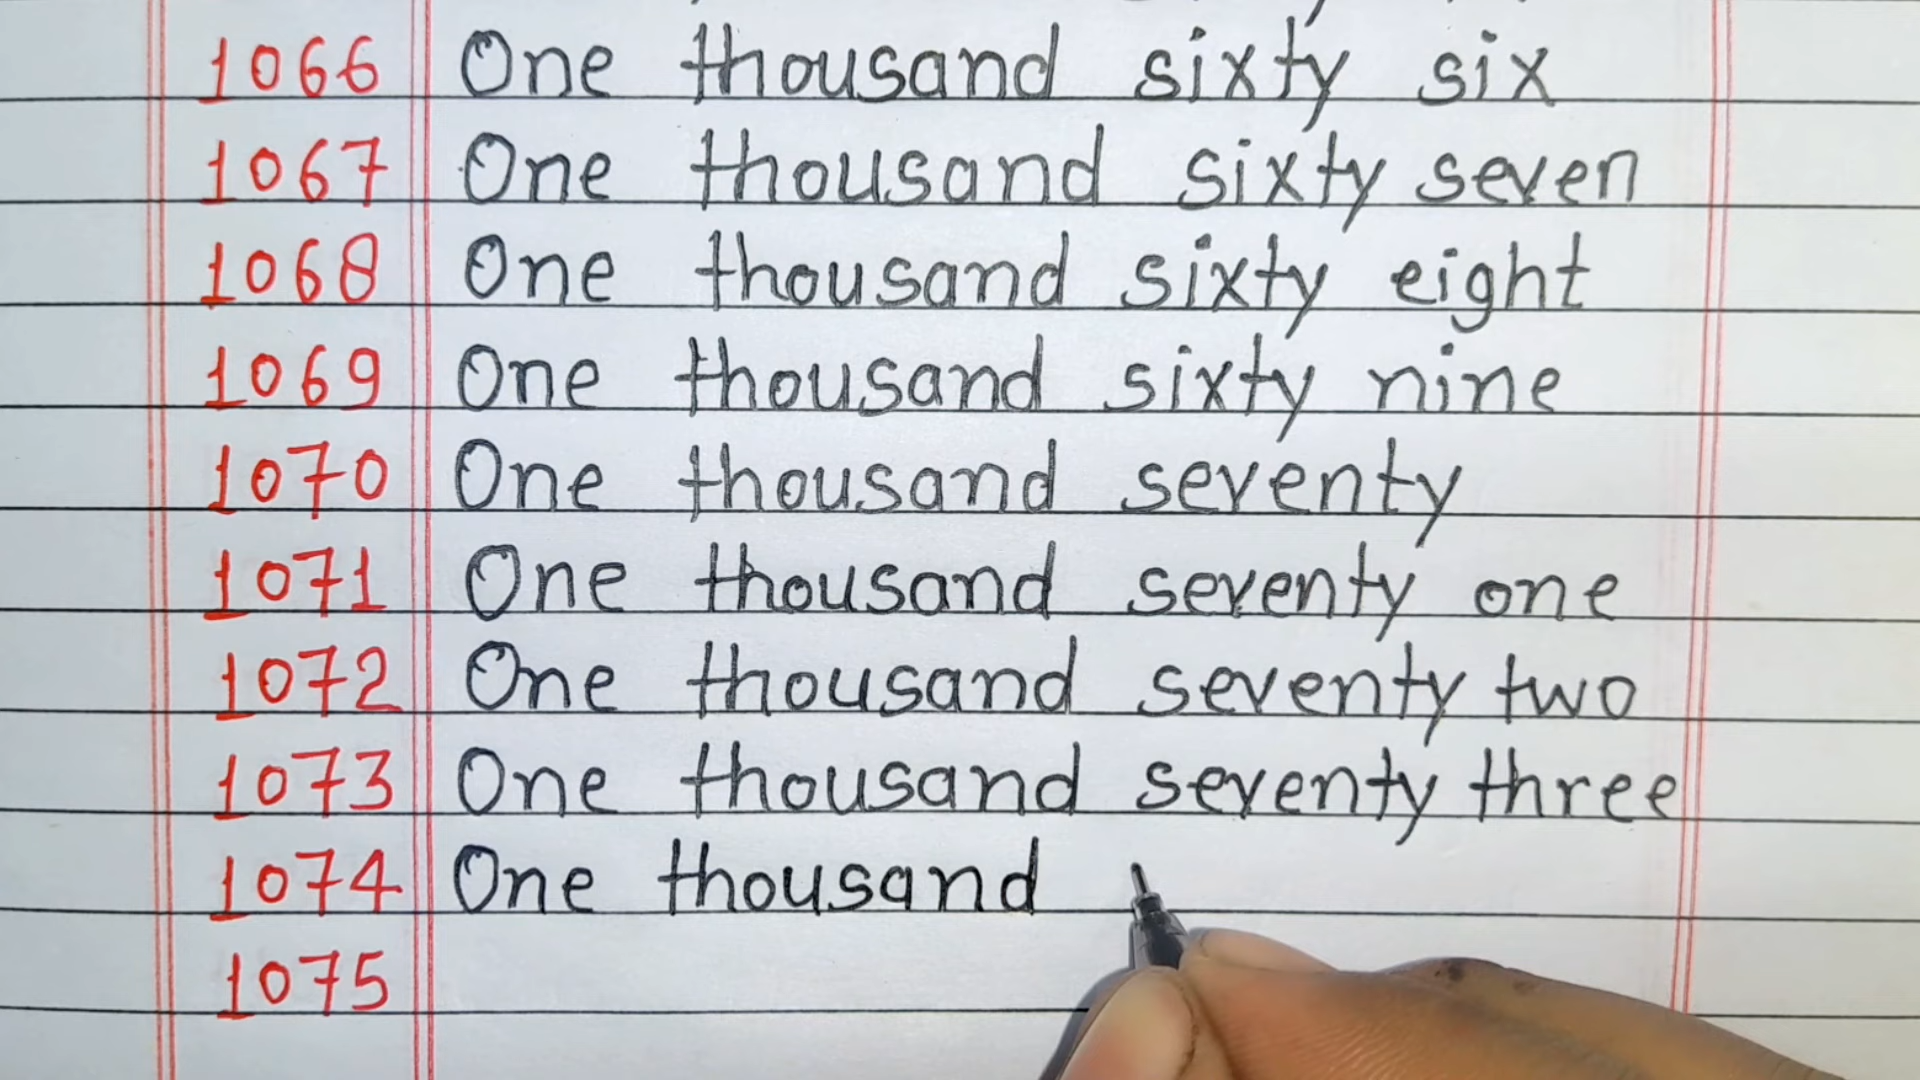 1066 One thousand sixty six
1067 One thousand sixty seven
1068 One thousand sixty eight
1069 One thousand sixty nine
1070 One thousand seventy
1071 One thousand seventy one
1072 One thousand seventy two
1073 One thousand seventy three
1074 One thousand
1075